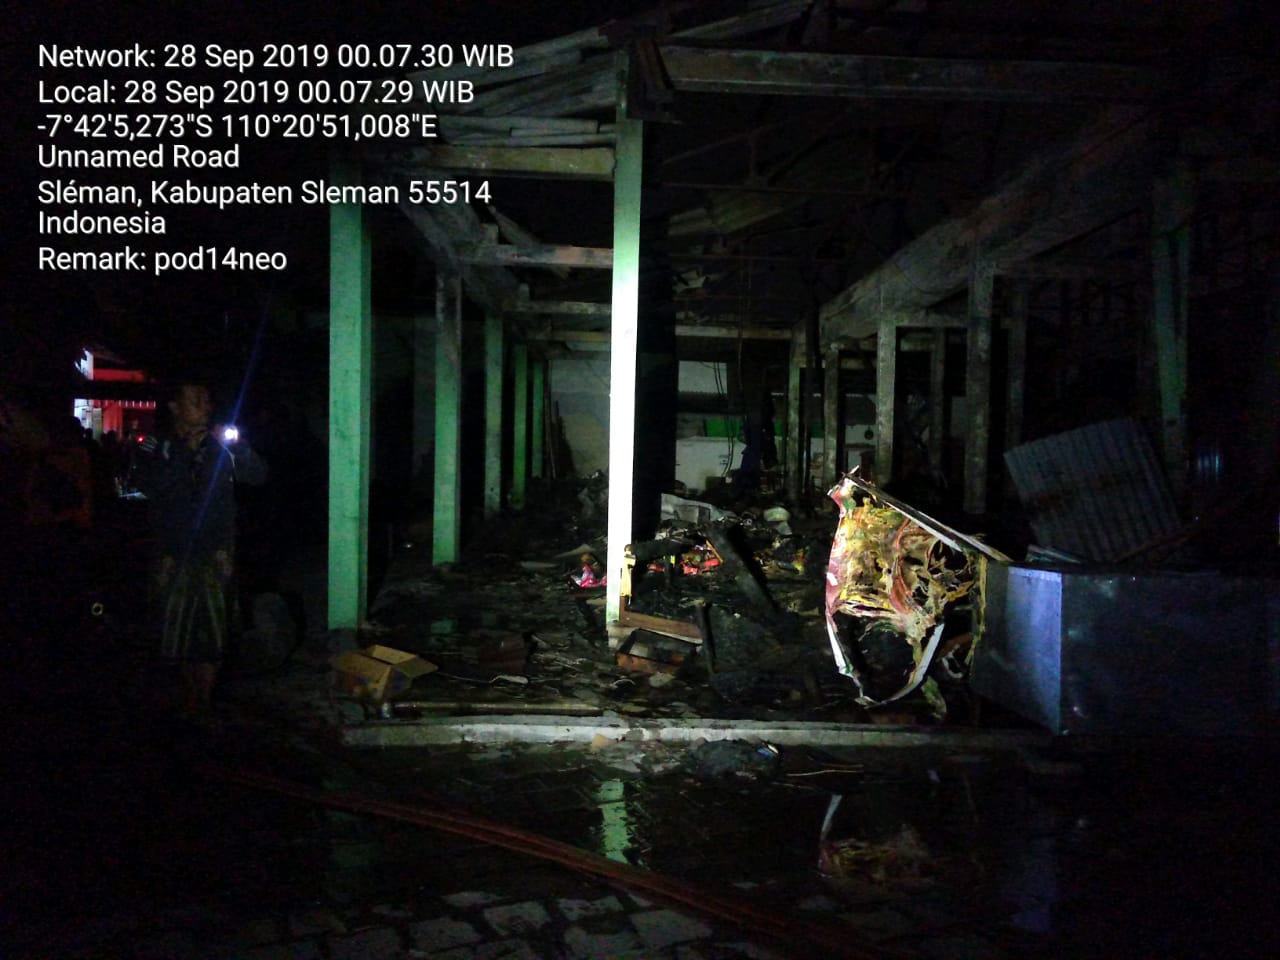 Network: 28 Sep 2019 00.07.30 WIB
Local: 28 Sep 2019 00.07.29 WIB
-7°42'5,273"S 110°20'51,008"E
Unnamed Road
Sléman, Kabupaten Sleman 55514
Indonesia
Remark: pod14neo